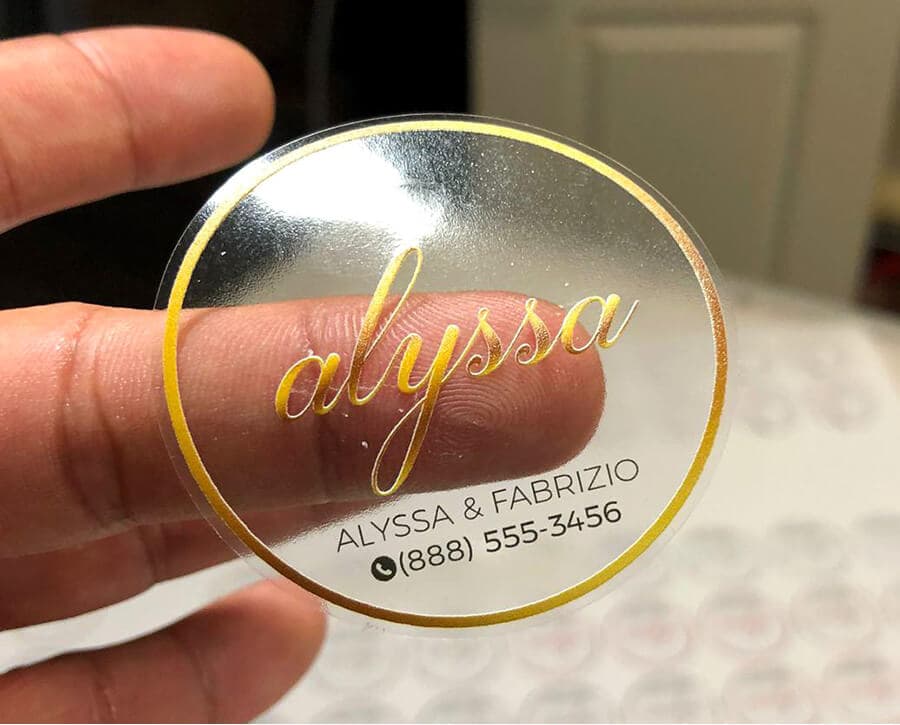 alyssa
ALYSSA & FABRIZIO
(888) 555-3456